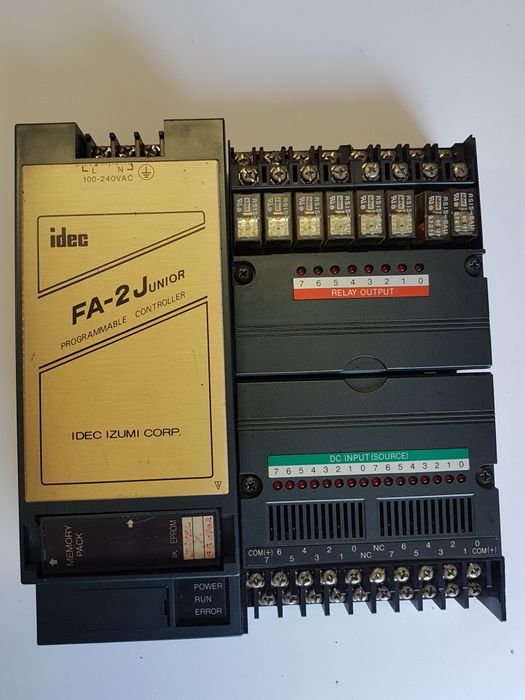 L N
100-240VAC
idec
FA-2 JUNIOR
PROGRAMMABLE CONTROLLER
IDEC IZUMI CORP.
MEMORY
PACK
4K EPROM
POWER
RUN
ERROR
7 6 5 4 3 2 1 0
RELAY OUTPUT
DC INPUT (SOURCE)
7 6 5 4 3 2 1 0 7 6 5 4 3 2 1 0
COM(+) 6 4 2 0 NC 6 4 2 0
7 5 3 1 NC 7 5 3 1 COM(+)